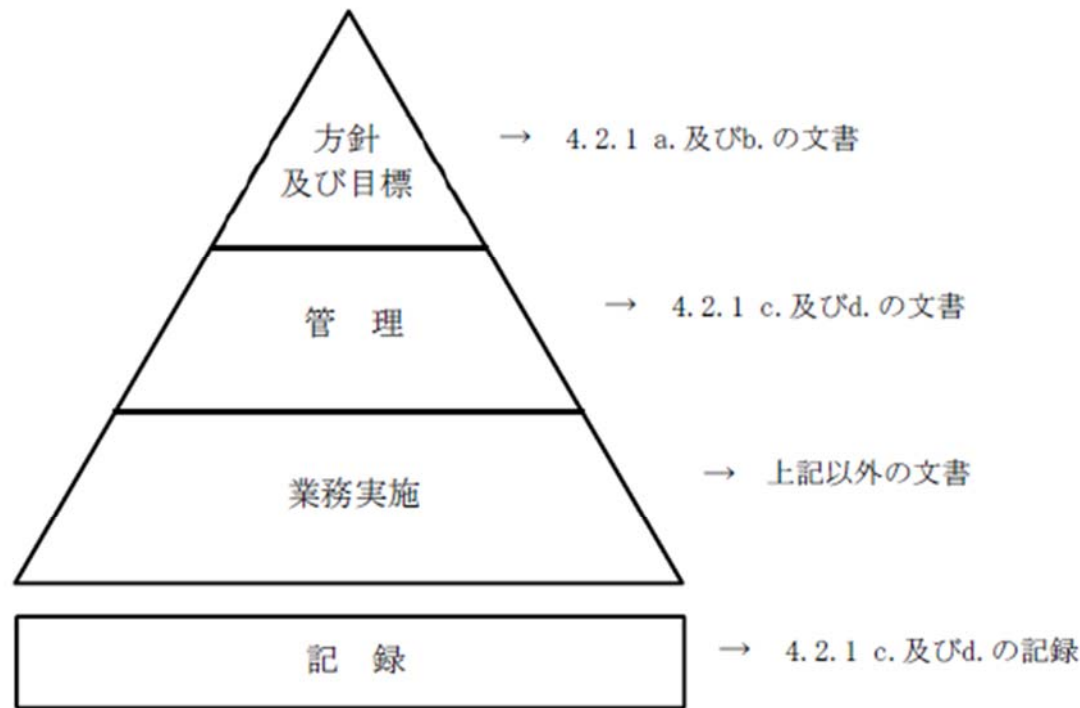 方針
及び目標
→ 4.2.1 a.及びb.の文書
管 理
→ 4.2.1 c.及びd.の文書
業務実施
→ 上記以外の文書
記 録
→ 4.2.1 c.及びd.の記録